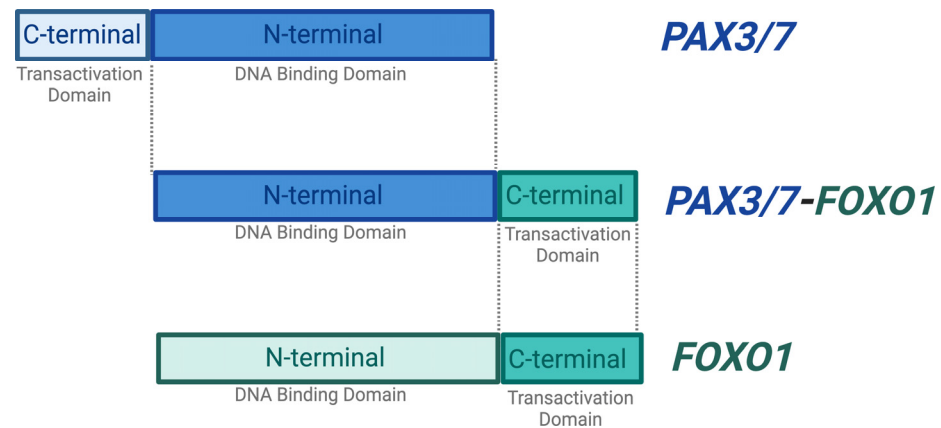 C-terminal N-terminal PAX3/7
Transactivation DNA Binding Domain
Domain
N-terminal C-terminal PAX3/7-FOXO1
DNA Binding Domain Transactivation
Domain
N-terminal C-terminal FOXO1
DNA Binding Domain Transactivation
Domain